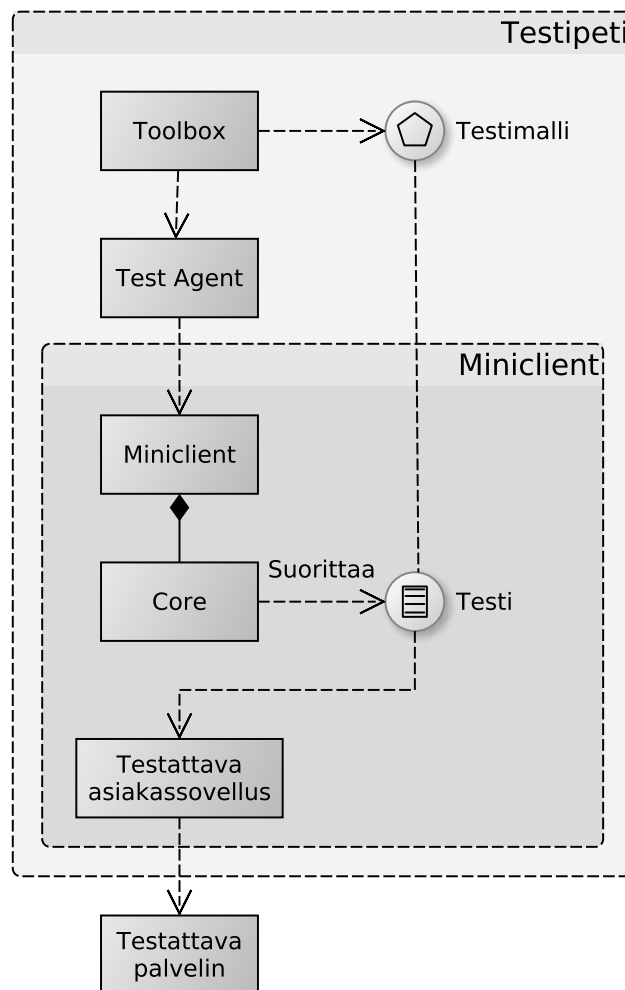 Testipeti
Toolbox
Testimalli
Test Agent
Miniclient
Miniclient
Suorittaa
Core
Testi
Testattava
asiakassovellus
Testattava
palvelin